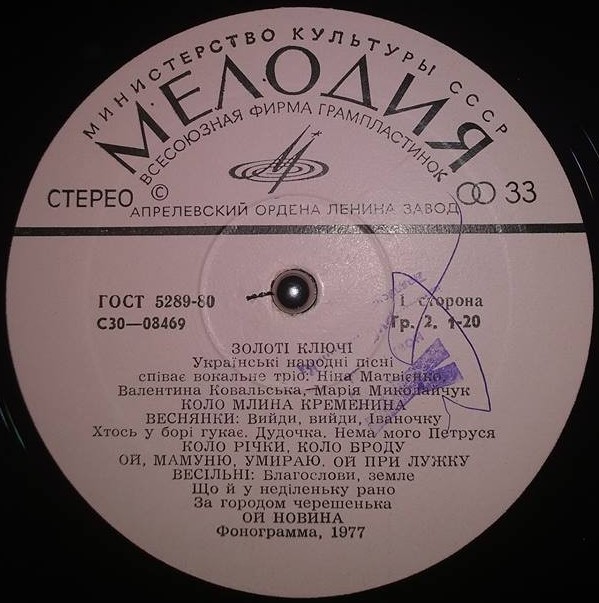 МИНИСТЕРСТВО КУЛЬТУРЫ СССР
МЕЛОДИЯ
ВСЕСОЮЗНАЯ ФИРМА ГРАМПЛАСТИНОК
СТЕРЕО © 33
АПРЕЛЕВСКИЙ ОРДЕНА ЛЕНИНА ЗАВОД
ГОСТ 5289-80 1 сторона
С30—08469 Гр. 2. 1-20
ЗОЛОТІ КЛЮЧІ
Українські народні пісні
співає вокальне тріо: Ніна Матвієнко,
Валентина Ковальська, Марія Миколайчук
КОЛО МЛИНА КРЕМЕНИНА
ВЕСНЯНКИ: Вийди, вийди, Іваночку
Хтось у борі гукає. Дудочка. Нема мого Петруся
КОЛО РІЧКИ, КОЛО БРОДУ
ОЙ, МАМУНЮ, УМИРАЮ. ОЙ ПРИ ЛУЖКУ
ВЕСІЛЬНІ: Благослови, земле
Що й у неділеньку рано
За городом черешенька
ОЙ НОВИНА
Фонограмма, 1977